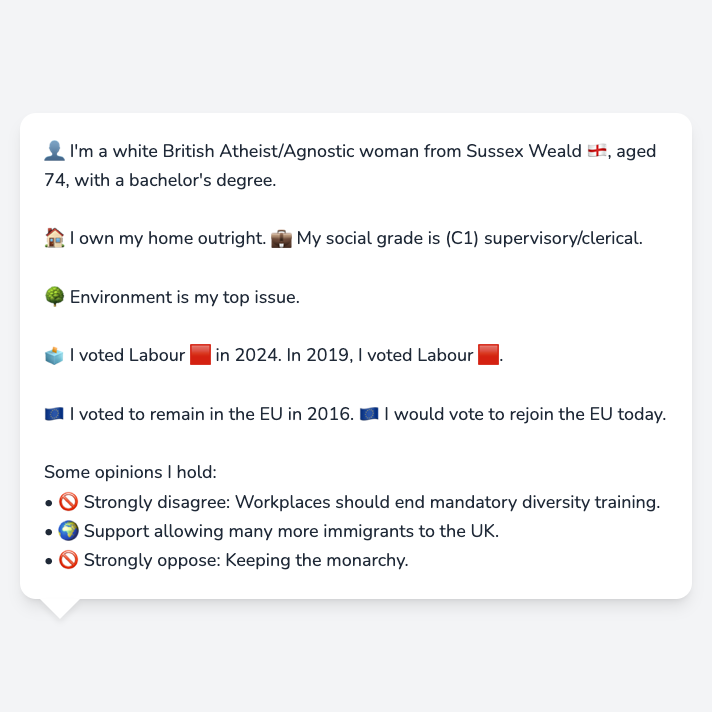 👤 I'm a white British Atheist/Agnostic woman from Sussex Weald 🏴󠁧󠁢󠁥󠁮󠁧󠁿, aged
74, with a bachelor's degree.
🏠 I own my home outright. 💼 My social grade is (C1) supervisory/clerical.
🌳 Environment is my top issue.
🗳️ I voted Labour 🟥 in 2024. In 2019, I voted Labour 🟥.
🇪🇺 I voted to remain in the EU in 2016. 🇪🇺 I would vote to rejoin the EU today.
Some opinions I hold:
• 🚫 Strongly disagree: Workplaces should end mandatory diversity training.
• 🌍 Support allowing many more immigrants to the UK.
• 🚫 Strongly oppose: Keeping the monarchy.